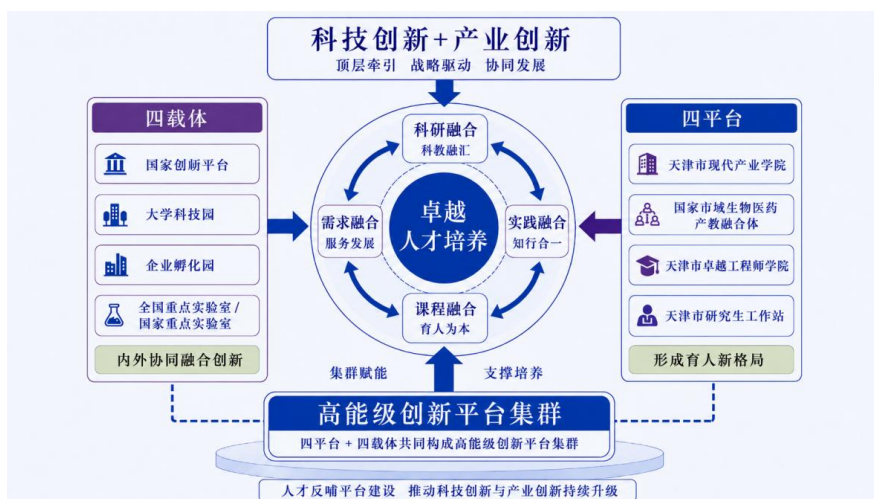 科技创新+产业创新
顶层牵引 战略驱动 协同发展
四载体
国家创新平台
大学科技园
企业孵化园
全国重点实验室/
国家重点实验室
内外协同融合创新
科研融合
科教融汇
需求融合
服务发展
卓越
人才培养
实践融合
知行合一
课程融合
育人为本
四平台
天津市现代产业学院
国家市域生物医药
产教融合体
天津市卓越工程师学院
天津市研究生工作站
形成育人新格局
集群赋能
支撑培养
高能级创新平台集群
四平台+四载体共同构成高能级创新平台集群
人才反哺平台建设 推动科技创新与产业创新持续升级